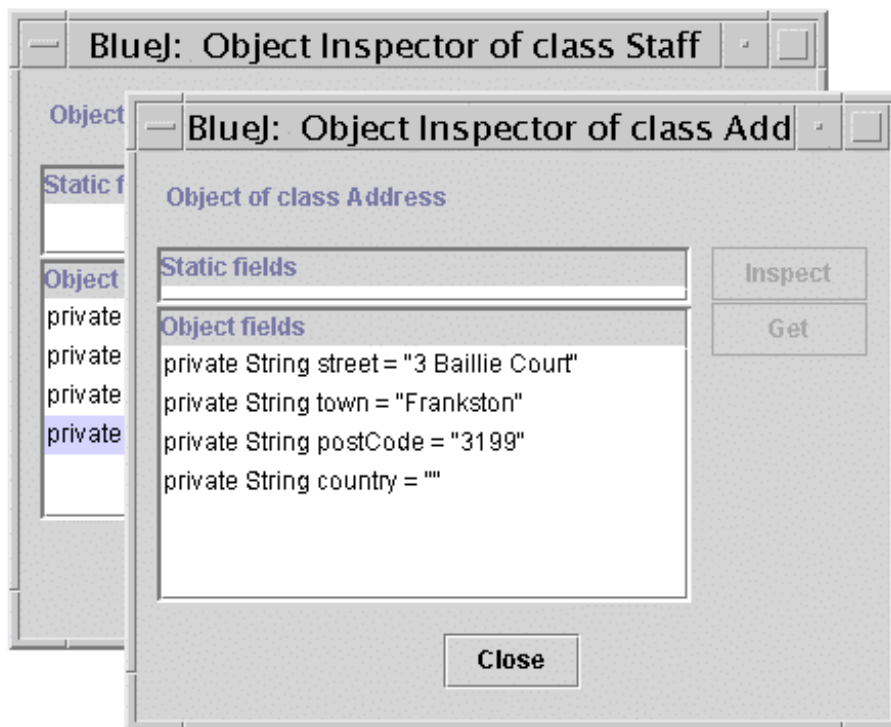 BlueJ: Object Inspector of class Staff
Object
Static f
Object
private
private
private
private
BlueJ: Object Inspector of class Add
Object of class Address
Static fields
Inspect
Get
Object fields
private String street = "3 Baillie Court"
private String town = "Frankston"
private String postCode = "3199"
private String country = ""
Close